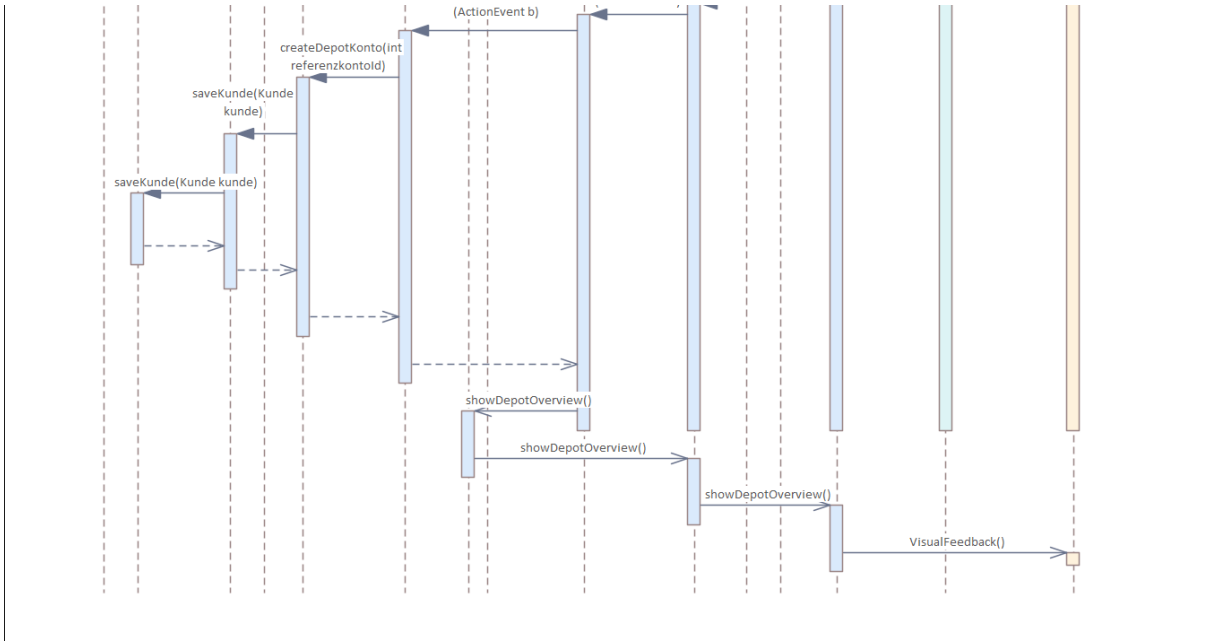 (ActionEvent b)
createDepotKonto(int
referenzkontoId)
saveKunde(Kunde
kunde)
saveKunde(Kunde kunde)
showDepotOverview()
showDepotOverview()
showDepotOverview()
VisualFeedback()